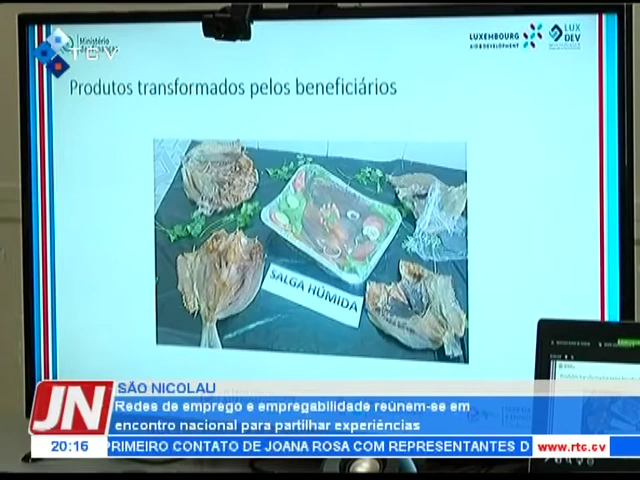 Ministério
TCV
LUXEMBOURG
AID & DEVELOPMENT
LUX
DEV
Produtos transformados pelos beneficiários
SALGA HÚMIDA
JN
SÃO NICOLAU
Redes de emprego e empregabilidade reúnem-se em
encontro nacional para partilhar experiências
20:16
PRIMEIRO CONTATO DE JOANA ROSA COM REPRESENTANTES D
www.rtc.cv